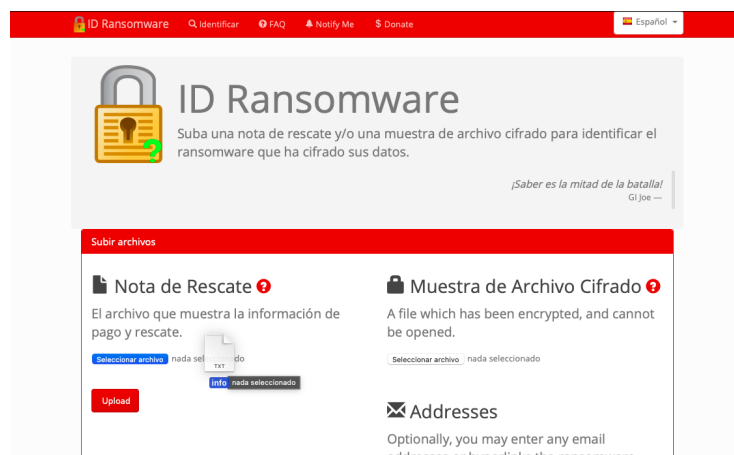 ID Ransomware Identificar FAQ Notify Me $ Donate Español
ID Ransomware
Suba una nota de rescate y/o una muestra de archivo cifrado para identificar el
ransomware que ha cifrado sus datos.
¡Saber es la mitad de la batalla!
GI Joe —
Subir archivos
Nota de Rescate ?
El archivo que muestra la información de
pago y rescate.
Seleccionar archivo nada do
TXT
info nada seleccionado
Upload
Muestra de Archivo Cifrado ?
A file which has been encrypted, and cannot
be opened.
Seleccionar archivo nada seleccionado
Addresses
Optionally, you may enter any email